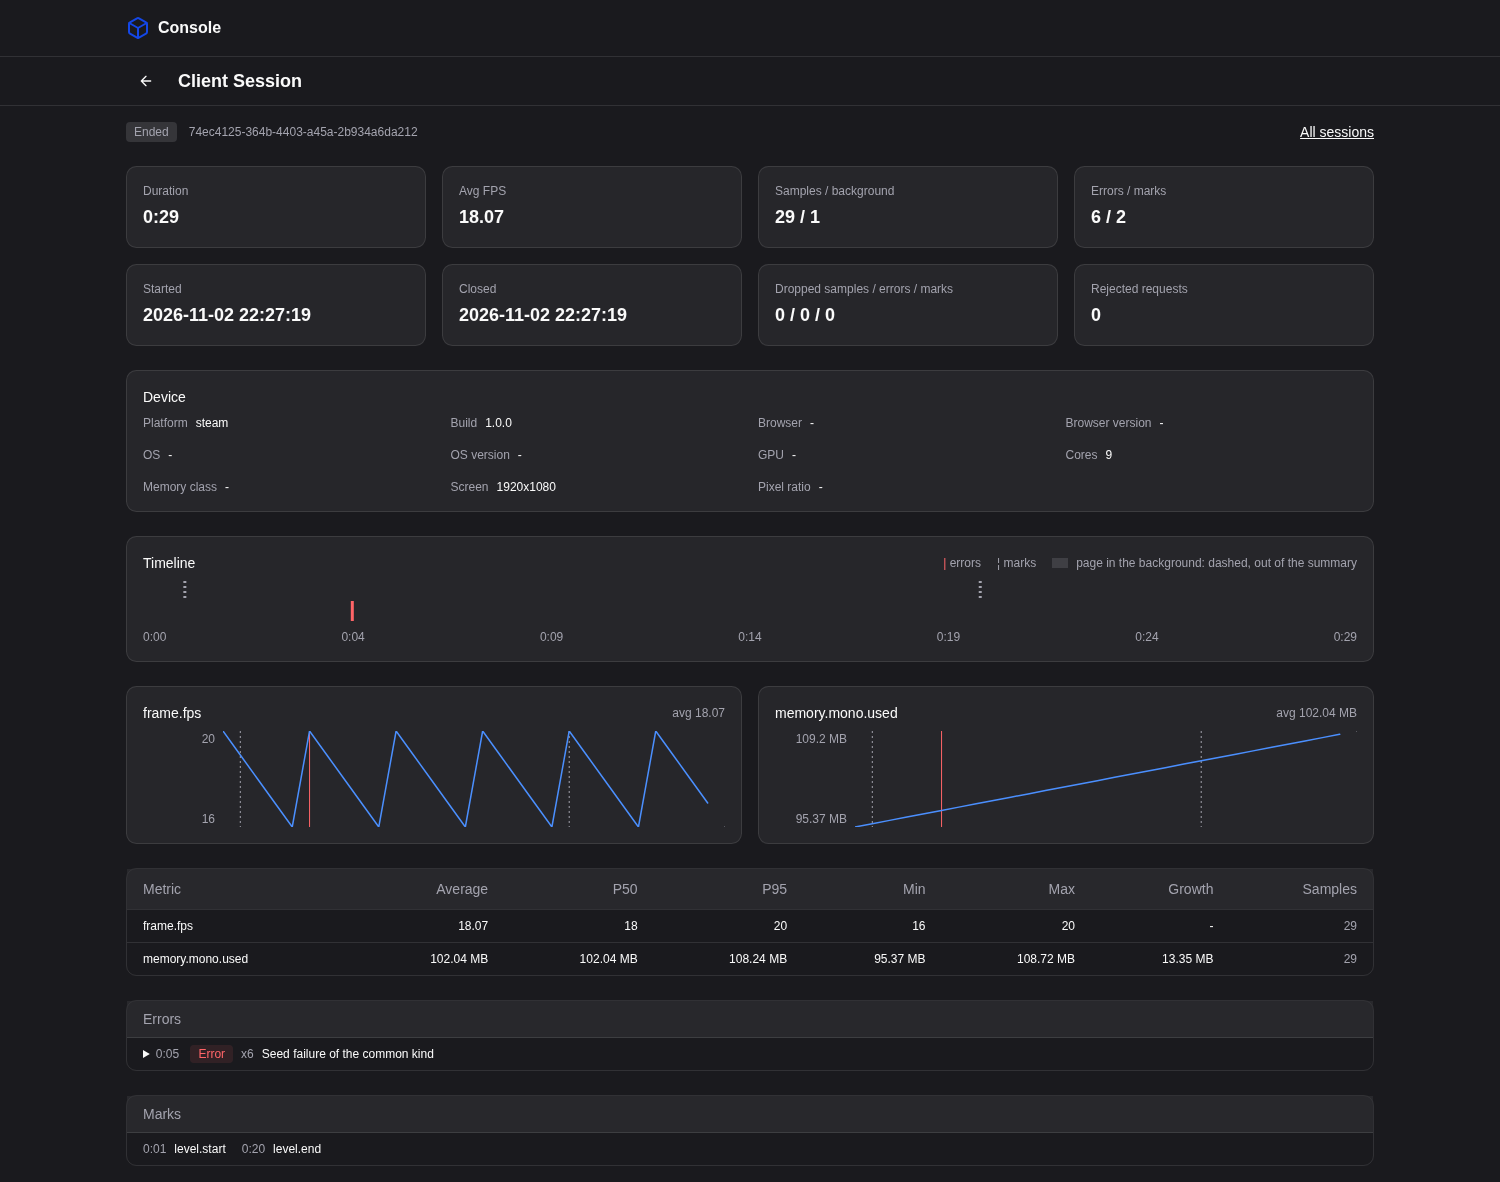 Console
Client Session
Ended 74ec4125-364b-4403-a45a-2b934a6da212 All sessions
Duration Avg FPS Samples / background Errors / marks
0:29 18.07 29 / 1 6 / 2
Started Closed Dropped samples / errors / marks Rejected requests
2026-11-02 22:27:19 2026-11-02 22:27:19 0 / 0 / 0 0
Device
Platform steam Build 1.0.0 Browser - Browser version -
OS - OS version - GPU - Cores 9
Memory class - Screen 1920x1080 Pixel ratio -
Timeline | errors ¦ marks page in the background: dashed, out of the summary
0:00 0:04 0:09 0:14 0:19 0:24 0:29
frame.fps avg 18.07
20
16
memory.mono.used avg 102.04 MB
109.2 MB
95.37 MB
Metric Average P50 P95 Min Max Growth Samples
frame.fps 18.07 18 20 16 20 - 29
memory.mono.used 102.04 MB 102.04 MB 108.24 MB 95.37 MB 108.72 MB 13.35 MB 29
Errors
0:05 Error x6 Seed failure of the common kind
Marks
0:01 level.start 0:20 level.end